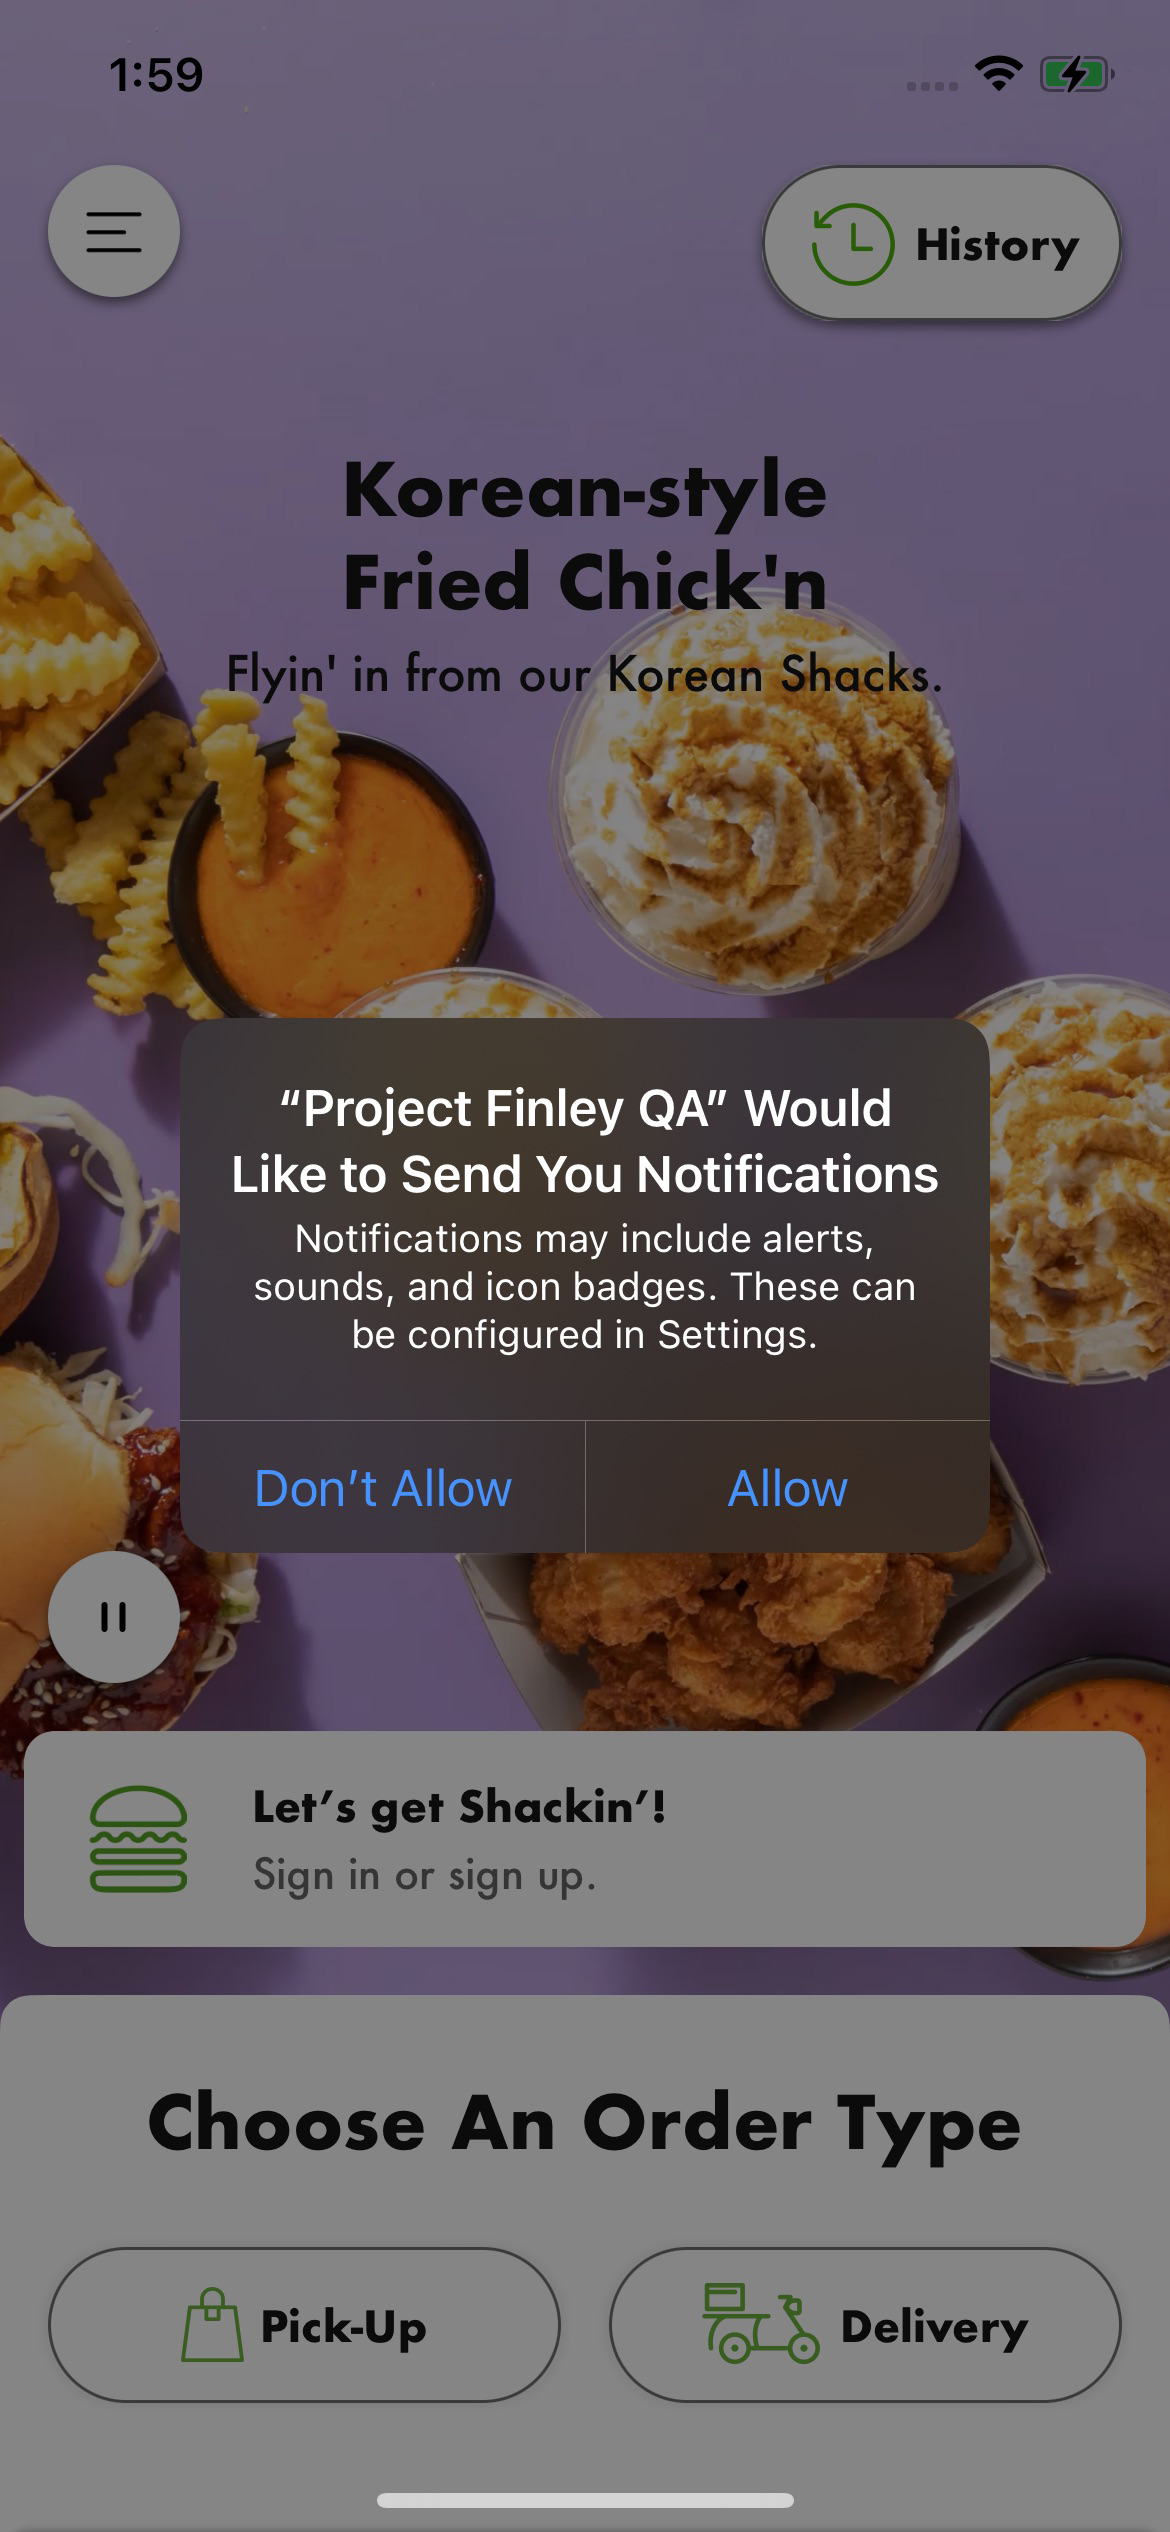 1:59
History
Korean-style
Fried Chick'n
Flyin' in from our Korean Shacks.
“Project Finley QA” Would
Like to Send You Notifications
Notifications may include alerts,
sounds, and icon badges. These can
be configured in Settings.
Don’t Allow
Allow
Let’s get Shackin’!
Sign in or sign up.
Choose An Order Type
Pick-Up
Delivery